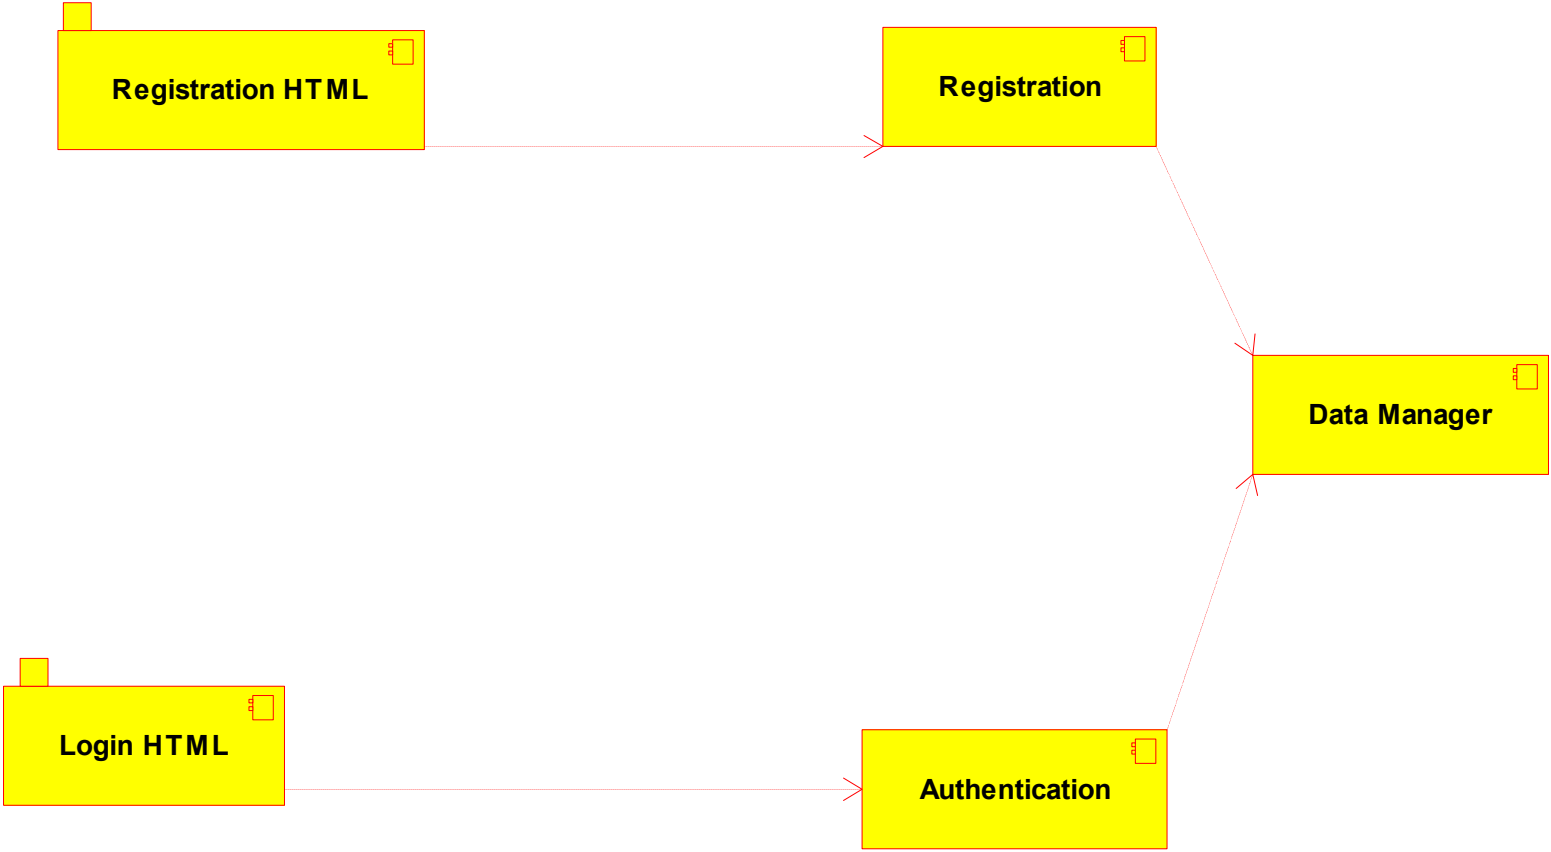 Registration HTML
Registration
Data Manager
Login HTML
Authentication